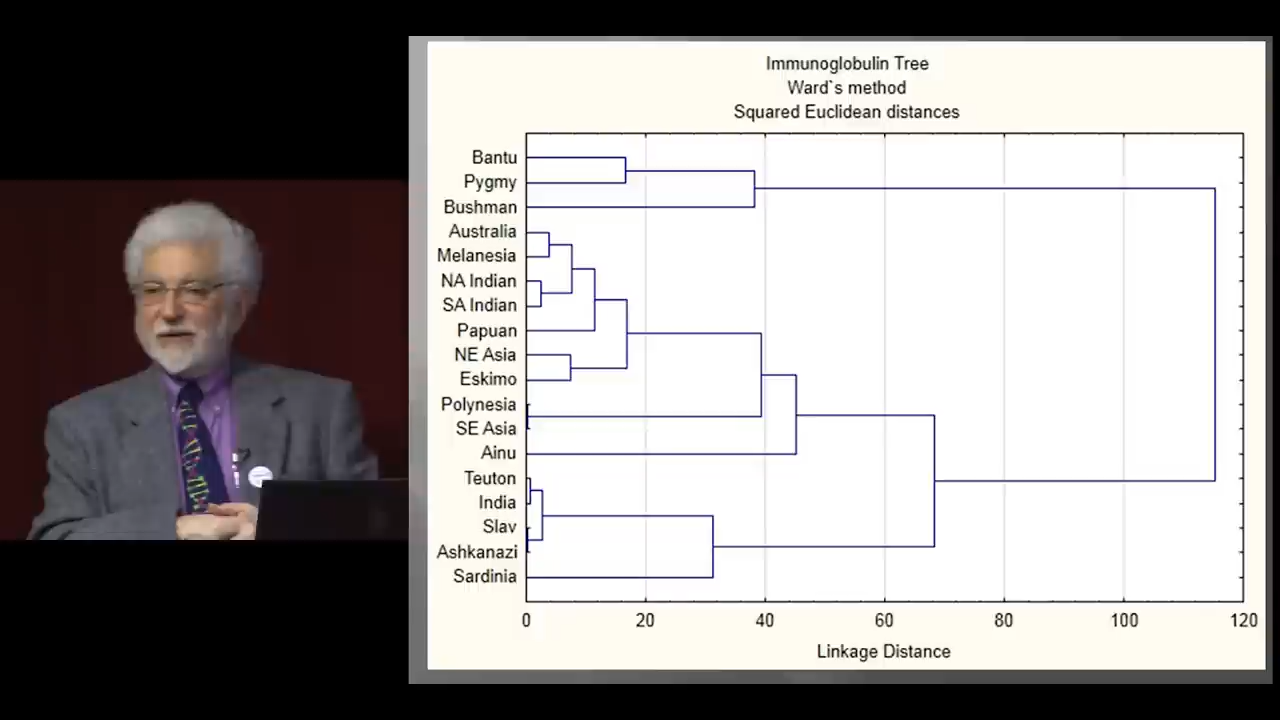 Immunoglobulin Tree
Ward`s method
Squared Euclidean distances
Bantu
Pygmy
Bushman
Australia
Melanesia
NA Indian
SA Indian
Papuan
NE Asia
Eskimo
Polynesia
SE Asia
Ainu
Teuton
India
Slav
Ashkanazi
Sardinia
0 20 40 60 80 100 120
Linkage Distance